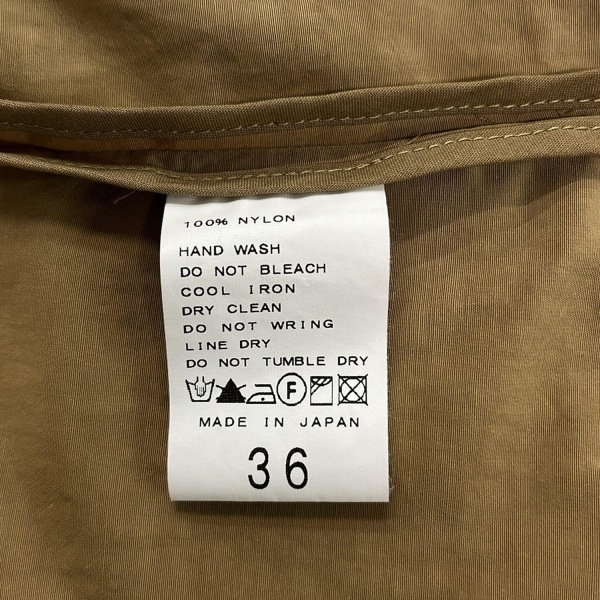 100% NYLON
HAND WASH
DO NOT BLEACH
COOL IRON
DRY CLEAN
DO NOT WRING
LINE DRY
DO NOT TUMBLE DRY
F
MADE IN JAPAN
36